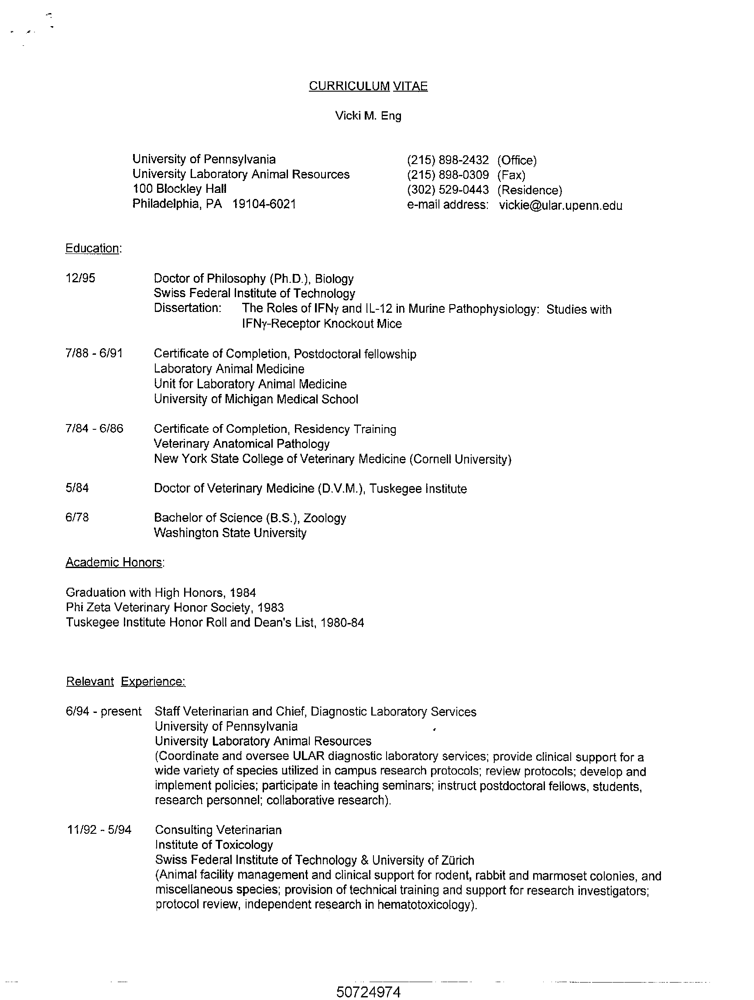 CURRICULUM VITAE
Vicki M. Eng
University of Pennsylvania
University Laboratory Animal Resources
100 Blockley Hall
Philadelphia, PA 19104-6021
(215) 898-2432 (Office)
(215) 898-0309 (Fax)
(302) 529-0443 (Residence)
e-mail address: vickie@ular.upenn.edu
Education:
12/95 Doctor of Philosophy (Ph.D.), Biology
Swiss Federal Institute of Technology
Dissertation: The Roles of IFNγ and IL-12 in Murine Pathophysiology: Studies with
IFNγ-Receptor Knockout Mice
7/88 - 6/91 Certificate of Completion, Postdoctoral fellowship
Laboratory Animal Medicine
Unit for Laboratory Animal Medicine
University of Michigan Medical School
7/84 - 6/86 Certificate of Completion, Residency Training
Veterinary Anatomical Pathology
New York State College of Veterinary Medicine (Cornell University)
5/84 Doctor of Veterinary Medicine (D.V.M.), Tuskegee Institute
6/78 Bachelor of Science (B.S.), Zoology
Washington State University
Academic Honors:
Graduation with High Honors, 1984
Phi Zeta Veterinary Honor Society, 1983
Tuskegee Institute Honor Roll and Dean's List, 1980-84
Relevant Experience:
6/94 - present Staff Veterinarian and Chief, Diagnostic Laboratory Services
University of Pennsylvania
University Laboratory Animal Resources
(Coordinate and oversee ULAR diagnostic laboratory services; provide clinical support for a
wide variety of species utilized in campus research protocols; review protocols; develop and
implement policies; participate in teaching seminars; instruct postdoctoral fellows, students,
research personnel; collaborative research).
11/92 - 5/94 Consulting Veterinarian
Institute of Toxicology
Swiss Federal Institute of Technology & University of Zürich
(Animal facility management and clinical support for rodent, rabbit and marmoset colonies, and
miscellaneous species; provision of technical training and support for research investigators;
protocol review, independent research in hematotoxicology).
50724974